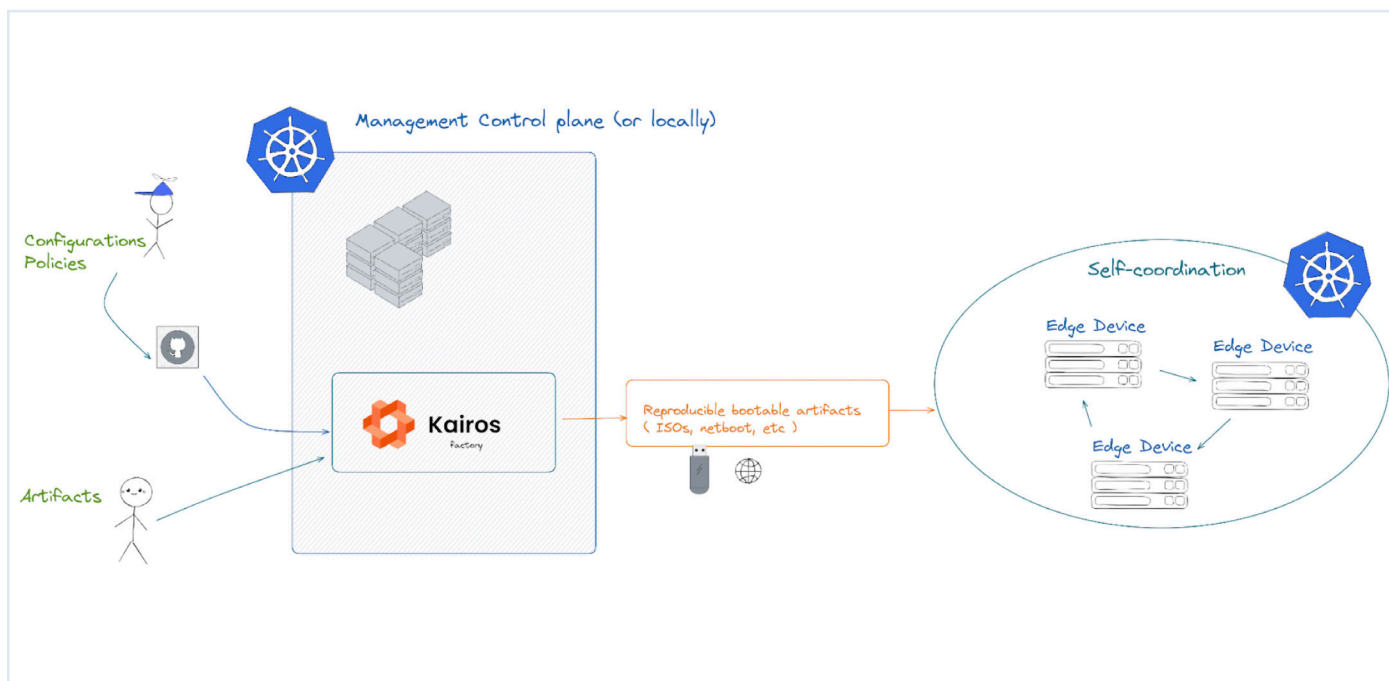 Management Control plane (or locally)
Configurations
Policies
Artifacts
Kairos
factory
Reproducible bootable artifacts
( ISOs, netboot, etc )
Self-coordination
Edge Device
Edge Device
Edge Device